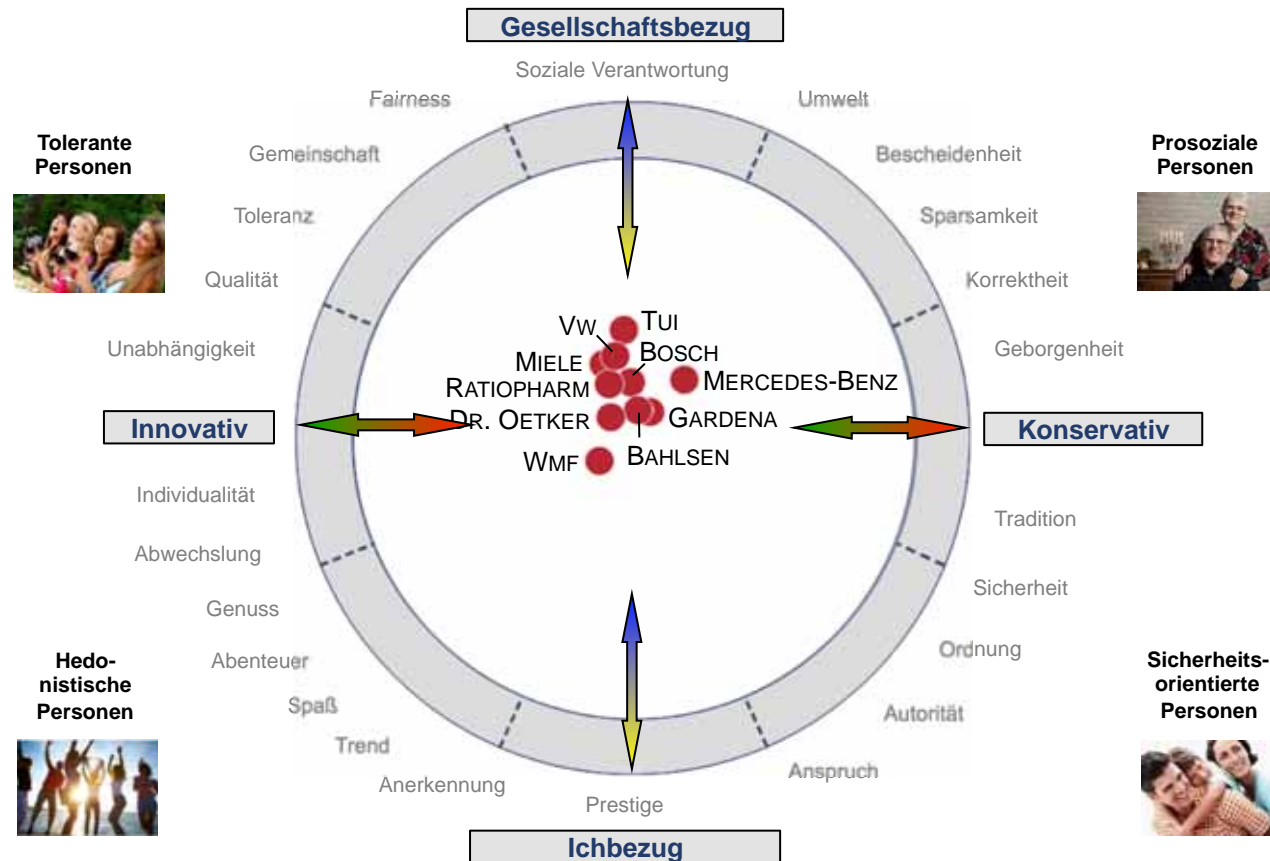 Gesellschaftsbezug
Soziale Verantwortung
Fairness
Umwelt
Tolerante
Personen
Gemeinschaft
Bescheidenheit
Prosoziale
Personen
Toleranz
Sparsamkeit
Qualität
Korrektheit
Unabhängigkeit
Geborgenheit
VW
TUI
MIELE
BOSCH
RATIOPHARM
MERCEDES-BENZ
DR. OETKER
GARDENA
WMF
BAHLSEN
Innovativ
Konservativ
Individualität
Tradition
Abwechslung
Sicherheit
Genuss
Ordnung
Hedo-
nistische
Personen
Abenteuer
Sicherheits-
orientierte
Personen
Spaß
Autorität
Trend
Anerkennung
Anspruch
Prestige
Ichbezug